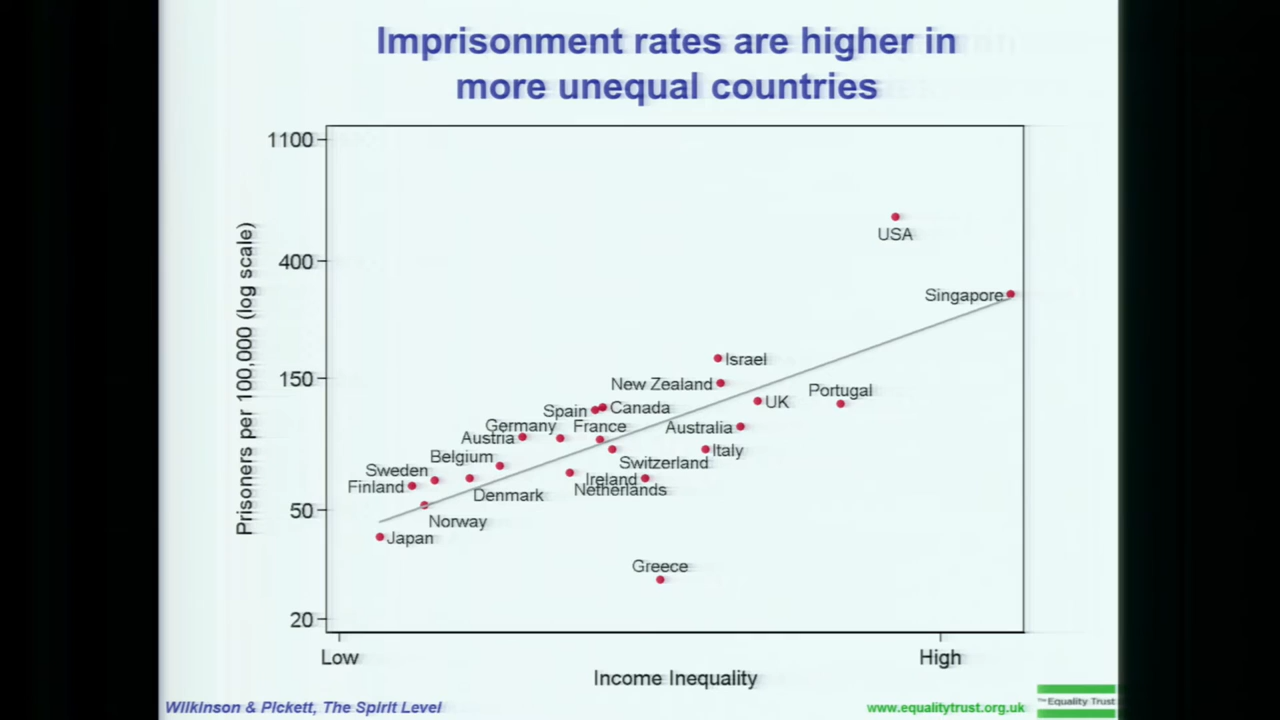 Imprisonment rates are higher in
more unequal countries
Prisoners per 100,000 (log scale)
1100
400
150
50
20
USA
Singapore
Israel
New Zealand
Portugal
UK
Spain
Canada
Germany
France
Australia
Austria
Italy
Belgium
Switzerland
Sweden
Ireland
Finland
Netherlands
Denmark
Norway
Japan
Greece
Low
High
Income Inequality
Wilkinson & Pickett, The Spirit Level
www.equalitytrust.org.uk
The Equality Trust